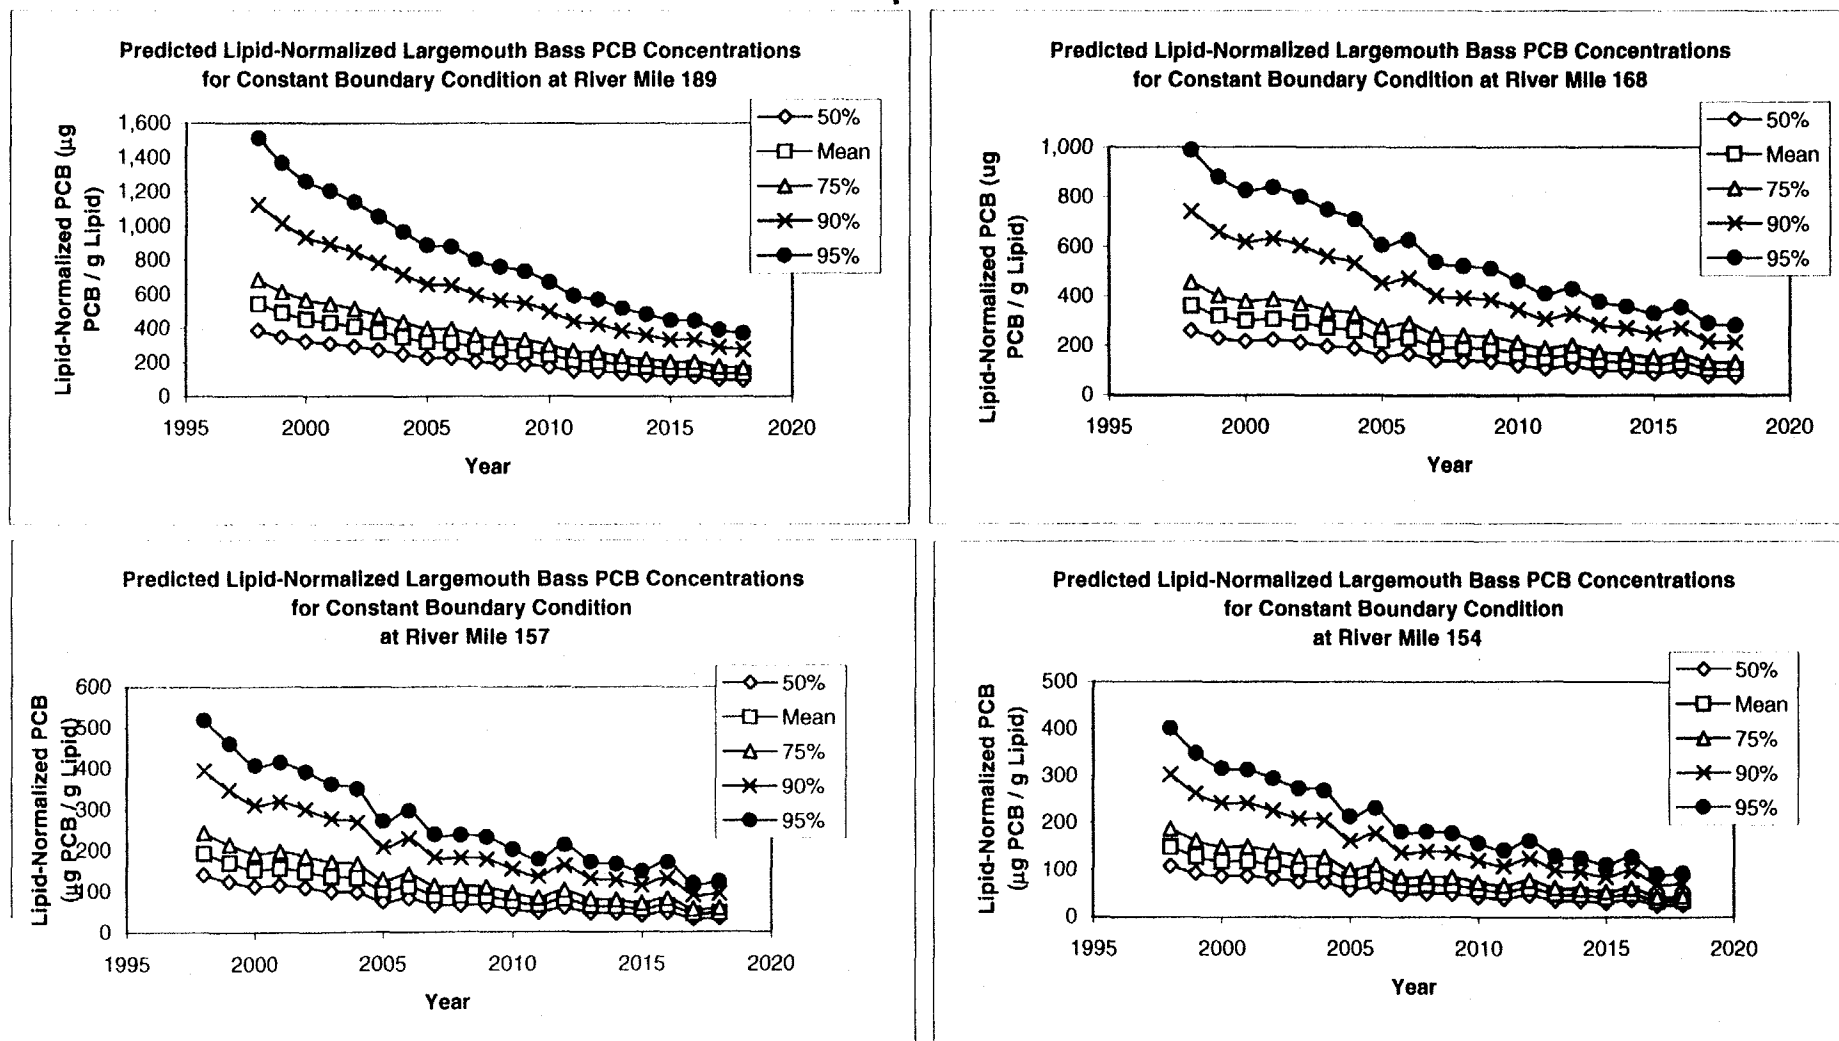 Predicted Lipid-Normalized Largemouth Bass PCB Concentrations
for Constant Boundary Condition at River Mile 189
Lipid-Normalized PCB (µg
PCB / g Lipid)
1,600
1,400
1,200
1,000
800
600
400
200
0
1995
2000
2005
2010
2015
2020
Year
50%
Mean
75%
90%
95%
Predicted Lipid-Normalized Largemouth Bass PCB Concentrations
for Constant Boundary Condition at River Mile 168
Lipid-Normalized PCB (ug
PCB / g Lipid)
1,000
800
600
400
200
0
1995
2000
2005
2010
2015
2020
Year
50%
Mean
75%
90%
95%
Predicted Lipid-Normalized Largemouth Bass PCB Concentrations
for Constant Boundary Condition
at River Mile 157
Lipid-Normalized PCB
(µg PCB / g Lipid)
600
500
400
300
200
100
0
1995
2000
2005
2010
2015
2020
Year
50%
Mean
75%
90%
95%
Predicted Lipid-Normalized Largemouth Bass PCB Concentrations
for Constant Boundary Condition
at River Mile 154
Lipid-Normalized PCB
(µg PCB / g Lipid)
500
400
300
200
100
0
1995
2000
2005
2010
2015
2020
Year
50%
Mean
75%
90%
95%